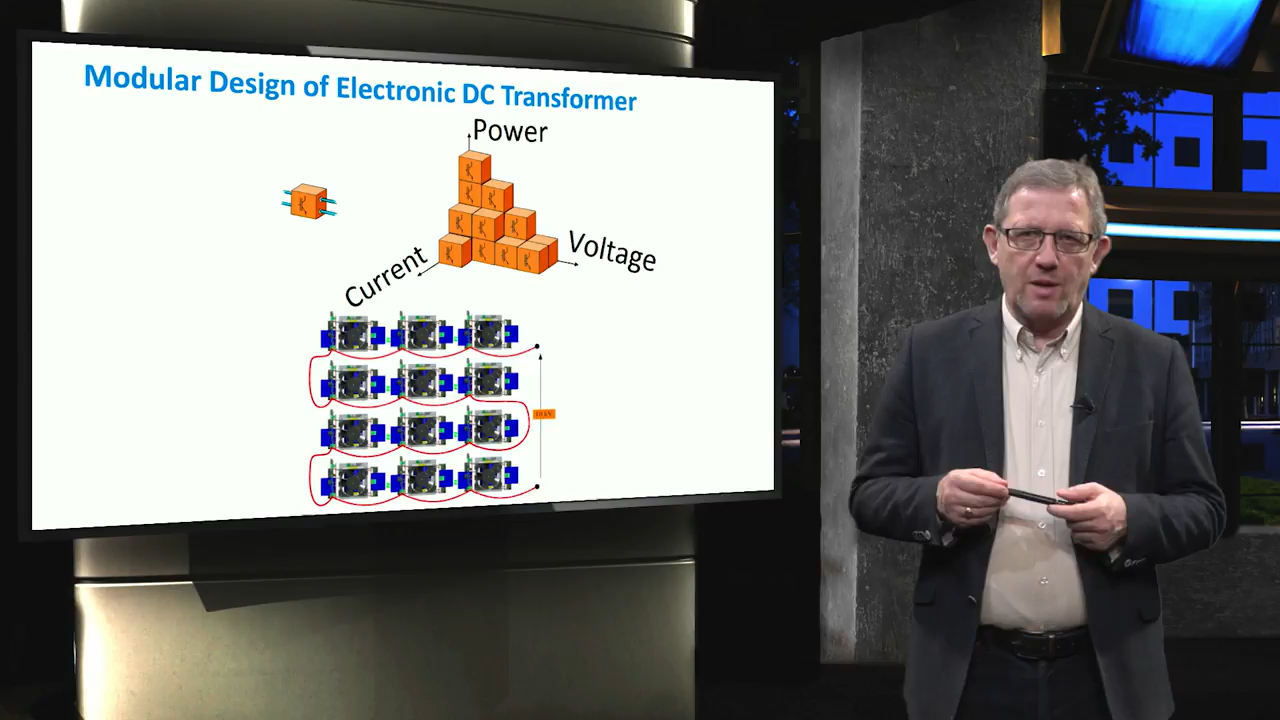 Modular Design of Electronic DC Transformer
Power
Voltage
Current